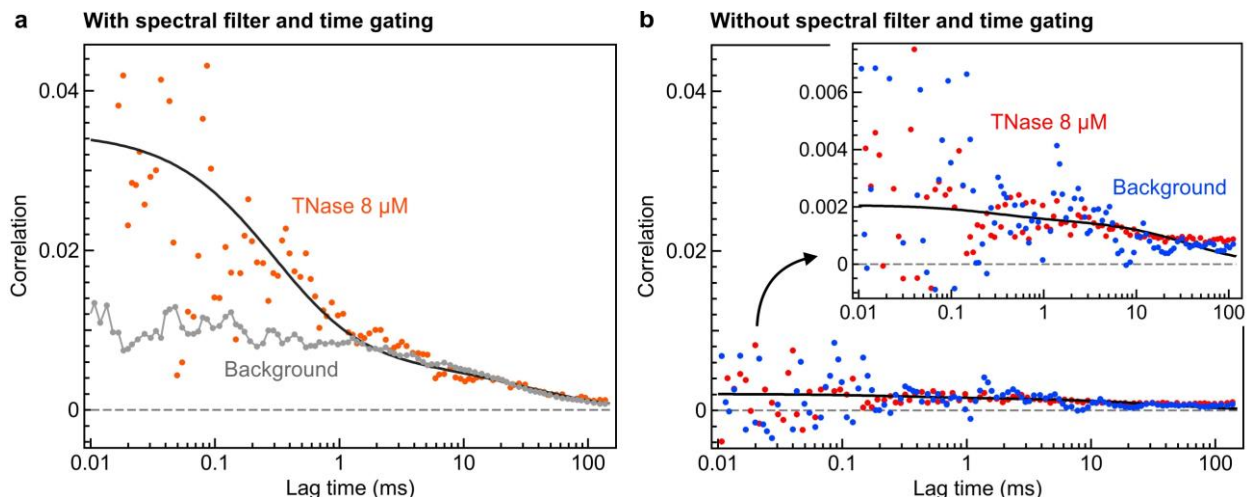 a With spectral filter and time gating
0.04
0.02
0
Correlation
TNase 8 µM
Background
0.01 0.1 1 10 100
Lag time (ms)
b Without spectral filter and time gating
0.04
0.02
0
Correlation
0.006
0.004
0.002
0
TNase 8 µM
Background
0.01 0.1 1 10 100
0.01 0.1 1 10 100
Lag time (ms)